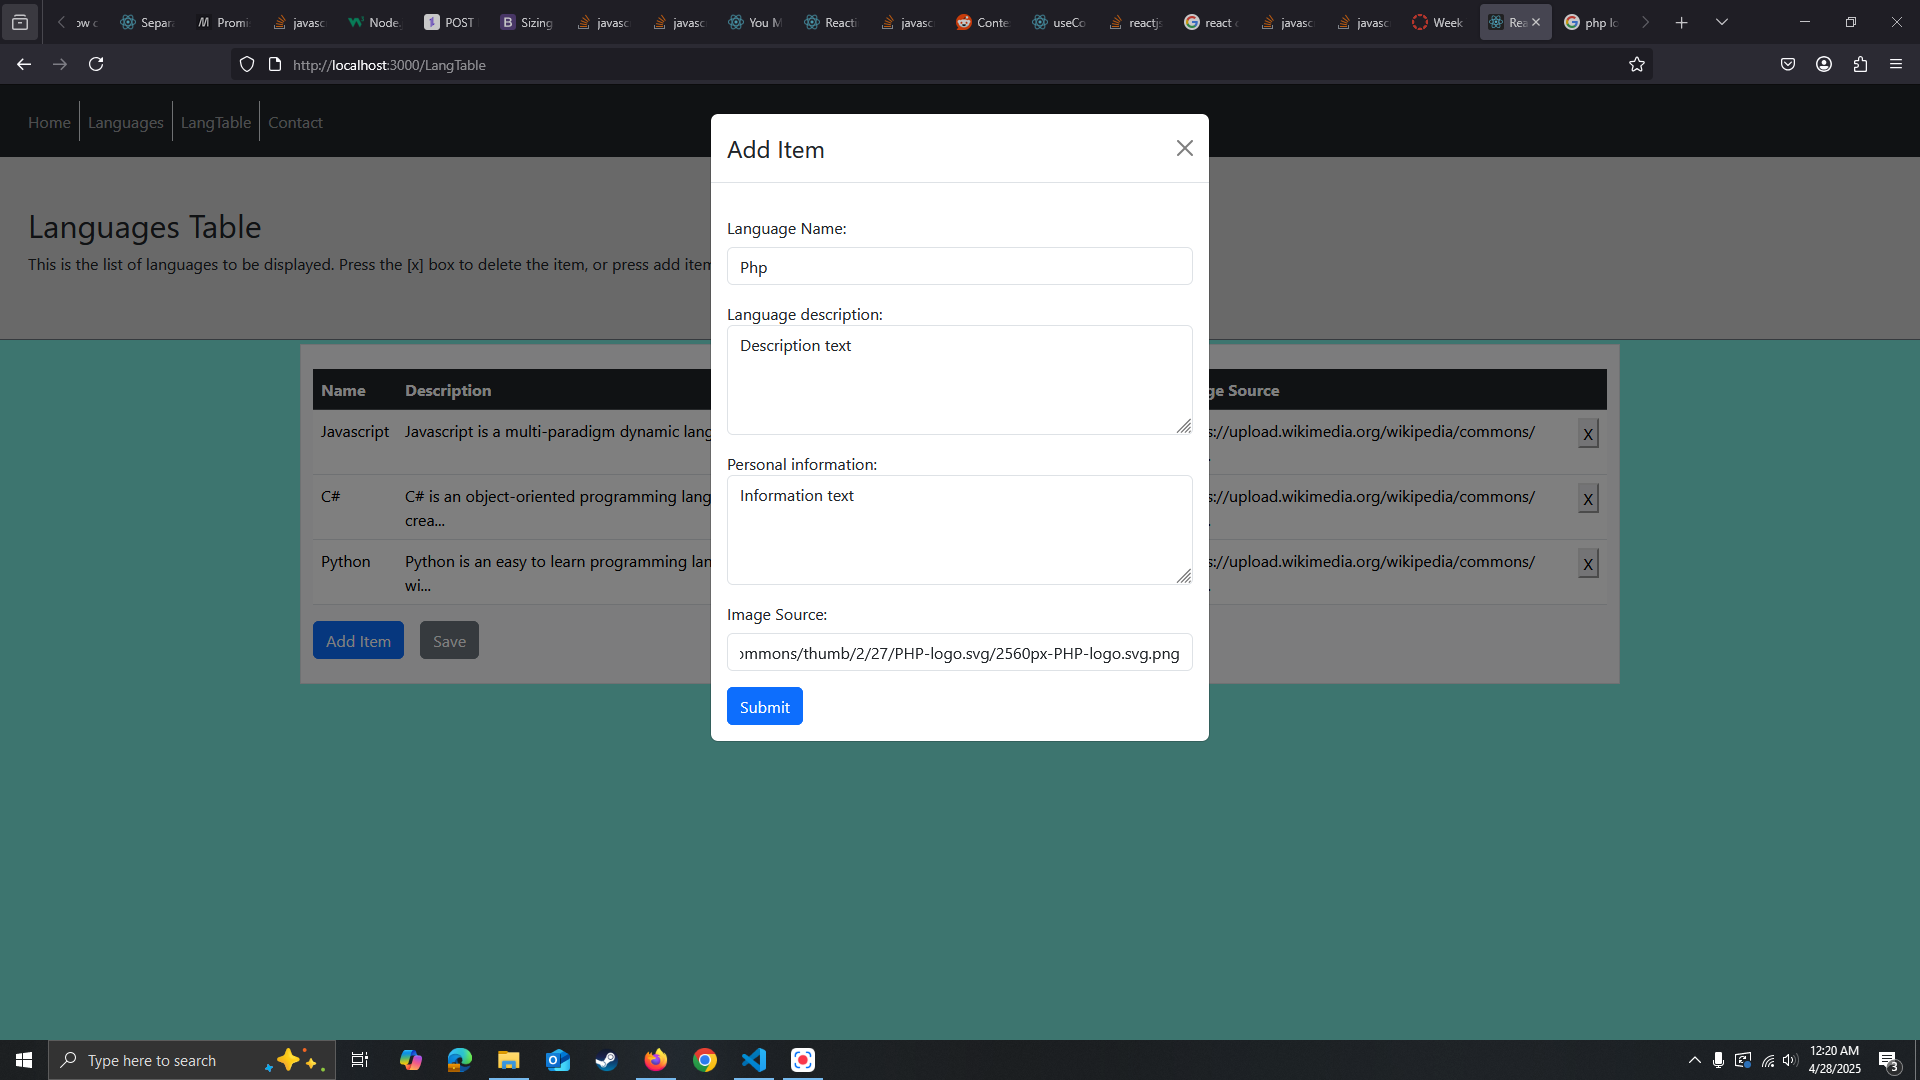 ow c
Separ
Promi
javasc
Node.
POST
Sizing
javasc
javasc
You M
Reacti
javasc
Conte
useCo
reactjs
react c
javasc
javasc
Week
Rea
php lo
http://localhost:3000/LangTable
Home
Languages
LangTable
Contact
Languages Table
This is the list of languages to be displayed. Press the [x] box to delete the item, or press add item
Add Item
Language Name:
Php
Language description:
Description text
Personal information:
Information text
Image Source:
ommons/thumb/2/27/PHP-logo.svg/2560px-PHP-logo.svg.png
Submit
Name Description ge Source
Javascript Javascript is a multi-paradigm dynamic lang s://upload.wikimedia.org/wikipedia/commons/ X
C# C# is an object-oriented programming lang s://upload.wikimedia.org/wikipedia/commons/ X
crea...
Python Python is an easy to learn programming lan s://upload.wikimedia.org/wikipedia/commons/ X
wi...
Add Item Save
Type here to search
12:20 AM
4/28/2025
3